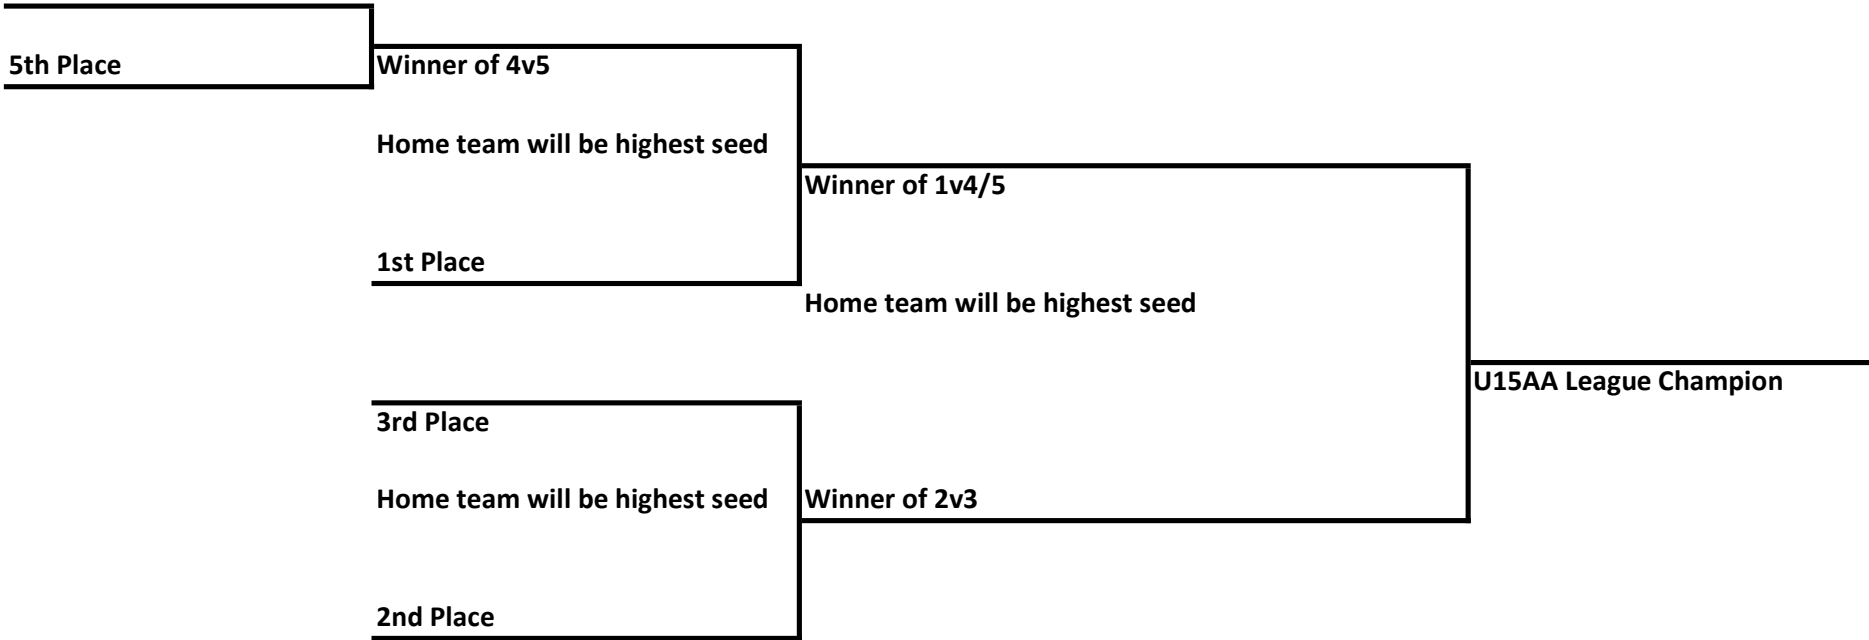 5th Place
Winner of 4v5
Home team will be highest seed
Winner of 1v4/5
1st Place
Home team will be highest seed
U15AA League Champion
3rd Place
Home team will be highest seed
Winner of 2v3
2nd Place